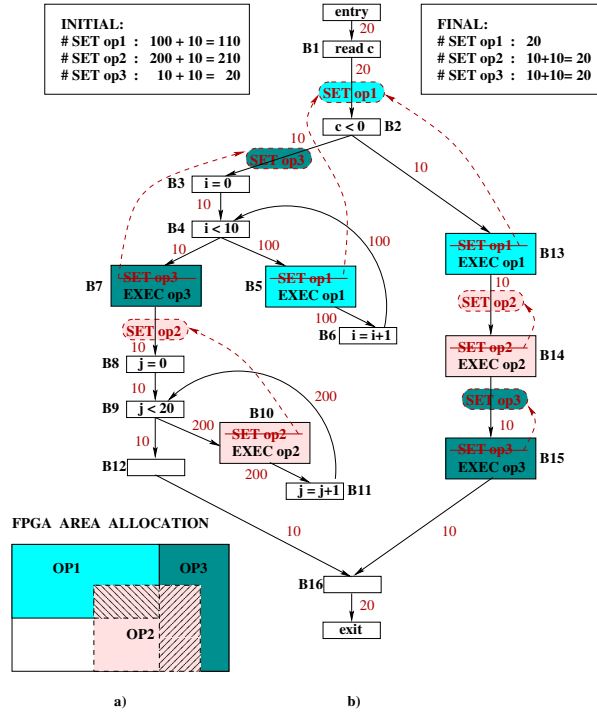 INITIAL:
# SET op1 : 100 + 10 = 110
# SET op2 : 200 + 10 = 210
# SET op3 : 10 + 10 = 20
FINAL:
# SET op1 : 20
# SET op2 : 10+10= 20
# SET op3 : 10+10= 20
entry
20
B1 read c
20
SET op1
c < 0 B2
10
SET op3
10
B3 i = 0
10
B4 i < 10
10
100
100
B7 SET op3
EXEC op3
B5 SET op1
EXEC op1
SET op1 B13
EXEC op1
10
SET op2
100
B6 i = i+1
SET op2
10
SET op2 B14
EXEC op2
B8 j = 0
10
SET op3
10
B9 j < 20
200
200
B10
SET op2
EXEC op2
SET op3 B15
EXEC op3
10
200
B12
j = j+1 B11
10
10
B16
20
exit
FPGA AREA ALLOCATION
OP1
OP3
OP2
a)
b)